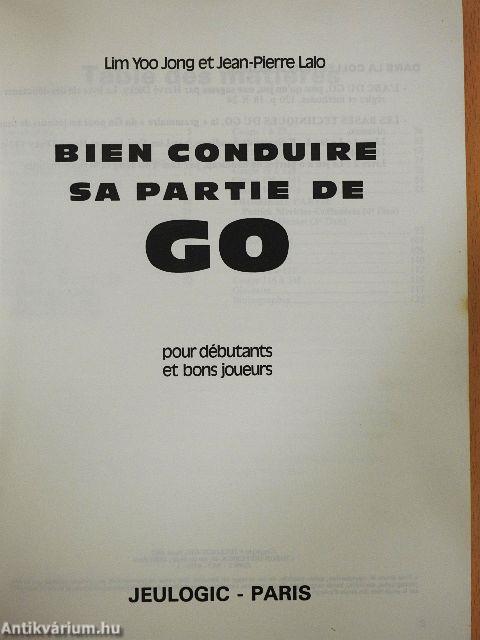 Lim Yoo Jong et Jean-Pierre Lalo
BIEN CONDUIRE
SA PARTIE DE
GO
pour débutants
et bons joueurs
JEULOGIC - PARIS
Antikvárium.hu